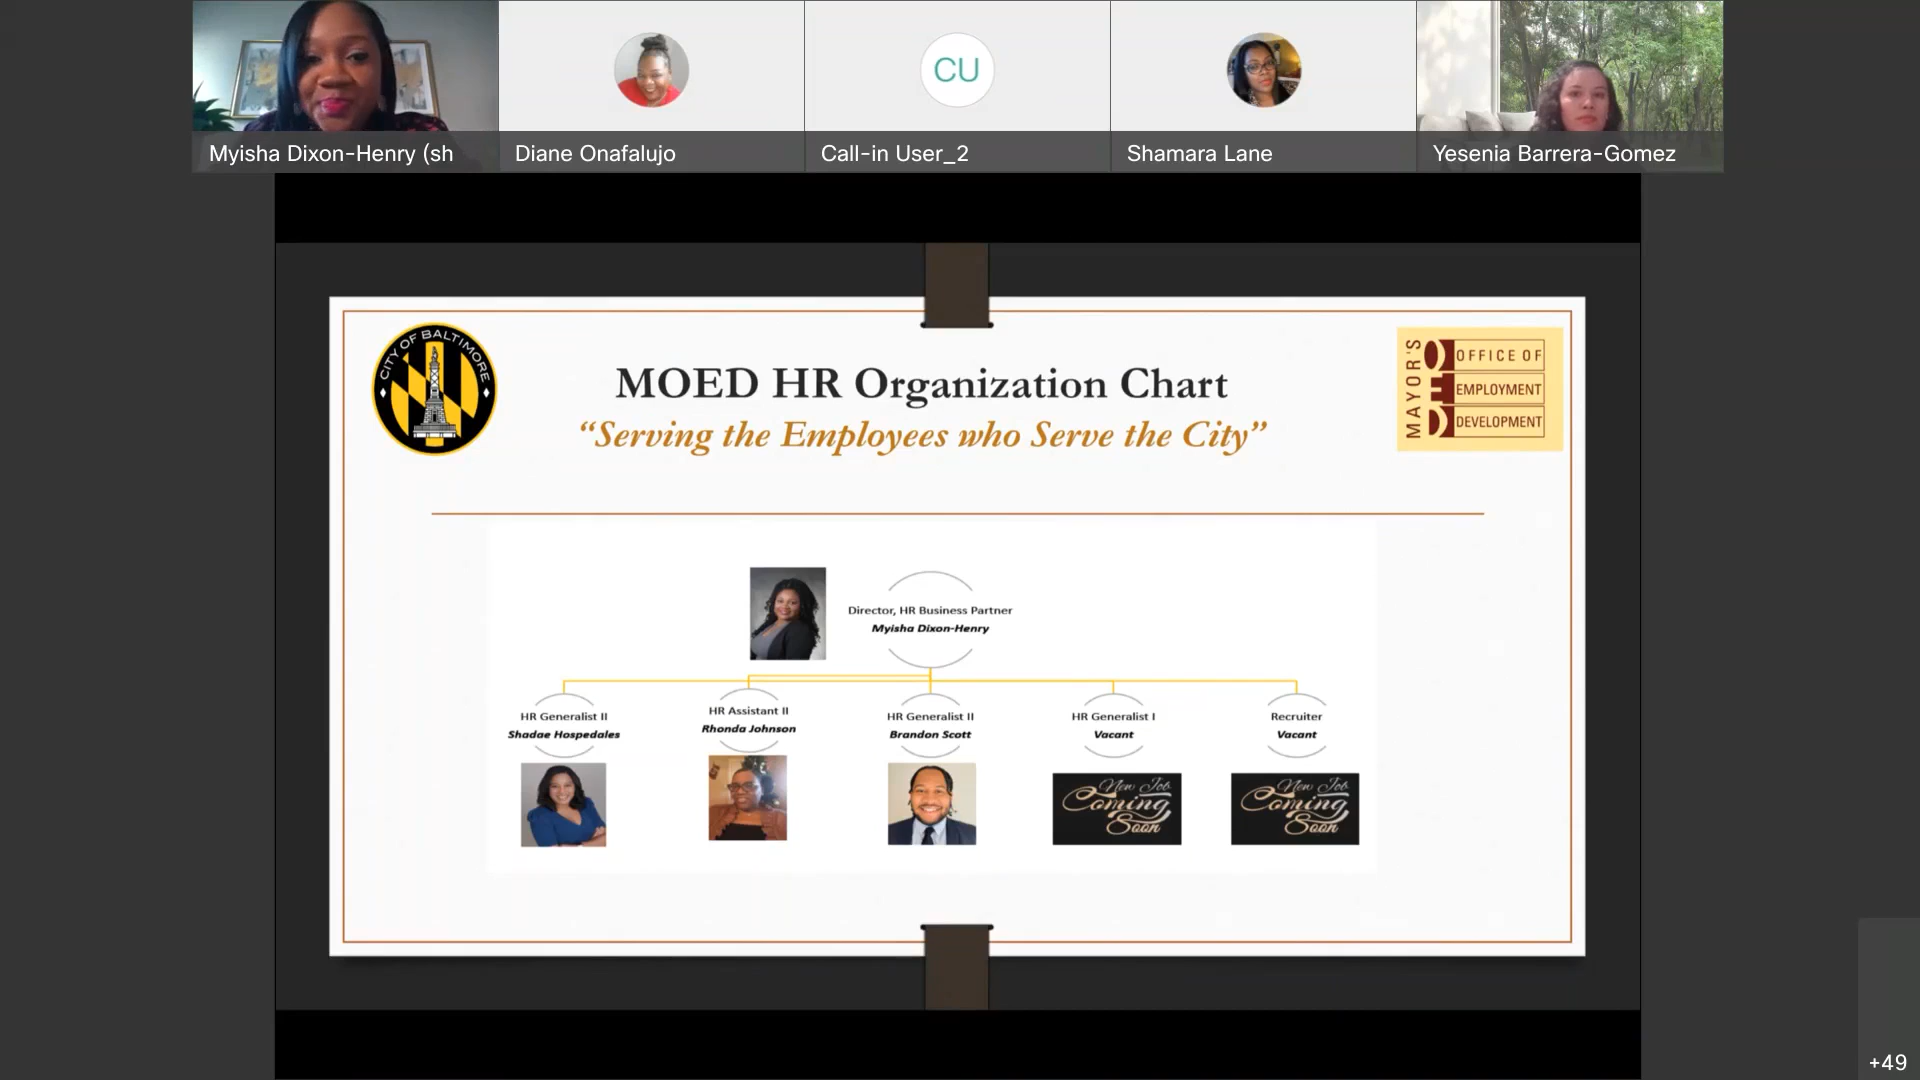 Myisha Dixon-Henry (sh
Diane Onafalujo
CU
Call-in User_2
Shamara Lane
Yesenia Barrera-Gomez
CITY OF BALTIMORE
MOED HR Organization Chart
“Serving the Employees who Serve the City”
MAYOR'S
OFFICE OF
EMPLOYMENT
DEVELOPMENT
Director, HR Business Partner
Myisha Dixon-Henry
HR Generalist II
Shadae Hospedales
HR Assistant II
Rhonda Johnson
HR Generalist II
Brandon Scott
HR Generalist I
Vacant
Recruiter
Vacant
New Job
Coming
Soon
New Job
Coming
Soon
+49